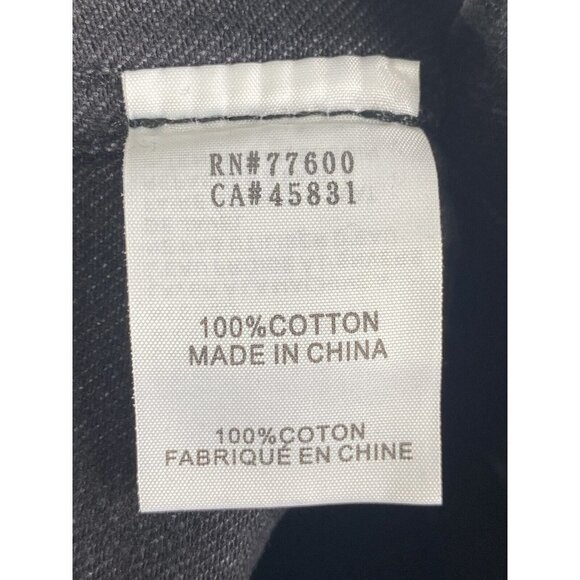 RN#77600
CA#45831
100%COTTON
MADE IN CHINA
100%COTON
FABRIQUÉ EN CHINE